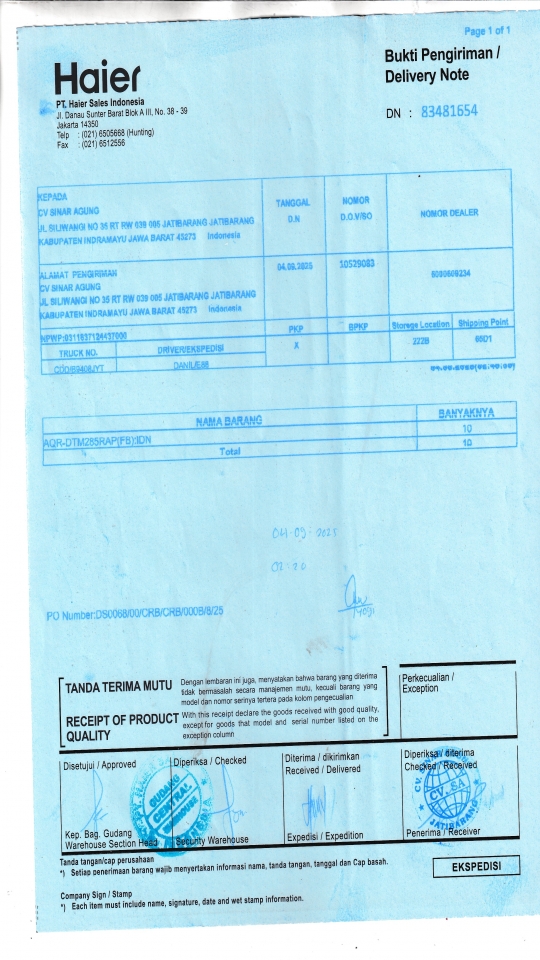 Page 1 of 1
Haier
Bukti Pengiriman /
Delivery Note
PT. Haier Sales Indonesia
Jl. Danau Sunter Barat Blok A III, No. 38 - 39
Jakarta 14350
Telp : (021) 6505668 (Hunting)
Fax : (021) 6512556
DN : 83481654
KEPADA
CV SINAR AGUNG
JL SILIWANGI NO 35 RT RW 039 005 JATIBARANG JATIBARANG
KABUPATEN INDRAMAYU JAWA BARAT 45273 Indonesia
TANGGAL
D.N
NOMOR
D.O.V/SO
NOMOR DEALER
ALAMAT PENGIRIMAN
CV SINAR AGUNG
JL SILIWANGI NO 35 RT RW 039 005 JATIBARANG JATIBARANG
KABUPATEN INDRAMAYU JAWA BARAT 45273 Indonesia
04.09.2025
10529083
NPWP:0311637124437000
PKP
BPKP
Storage Location
Shipping Point
TRUCK NO.
DRIVER/EKSPEDISI
X
222B
6601
NAMA BARANG
BANYAKNYA
AQR-DTM285RAP(FB):IDN
10
Total
10
04-09-2025
02:20
PO Number:DS0068/00/CRB/CRB/000B/8/25
Yogi
TANDA TERIMA MUTU
Dengan lembaran ini juga, menyatakan bahwa barang yang diterima
tidak bermasalah secara manajemen mutu, kecuali barang yang
model dan nomor serinya tertera pada kolom pengecualian
RECEIPT OF PRODUCT
QUALITY
With this receipt declare the goods received with good quality,
except for goods that model and serial number listed on the
exception column
Perkecualian /
Exception
Disetujui / Approved
Diperiksa / Checked
Diterima / dikirimkan
Received / Delivered
Diperiksa / diterima
Checked / Received
GUDANG
CENTRAL
CV. SA
JATIBARANG
Kep. Bag. Gudang
Warehouse Section Head
Security Warehouse
Expedisi / Expedition
Penerima / Receiver
Tanda tangan/cap perusahaan
*) Setiap penerimaan barang wajib menyertakan informasi nama, tanda tangan, tanggal dan Cap basah.
EKSPEDISI
Company Sign / Stamp
*) Each item must include name, signature, date and wet stamp information.